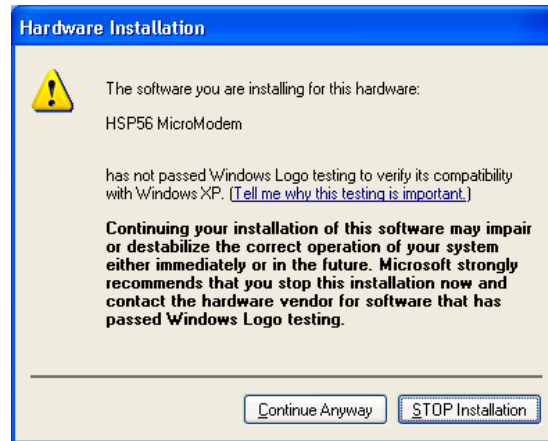 Hardware Installation
The software you are installing for this hardware:
HSP56 MicroModem
has not passed Windows Logo testing to verify its compatibility
with Windows XP. (Tell me why this testing is important.)
Continuing your installation of this software may impair
or destabilize the correct operation of your system
either immediately or in the future. Microsoft strongly
recommends that you stop this installation now and
contact the hardware vendor for software that has
passed Windows Logo testing.
Continue Anyway
STOP Installation